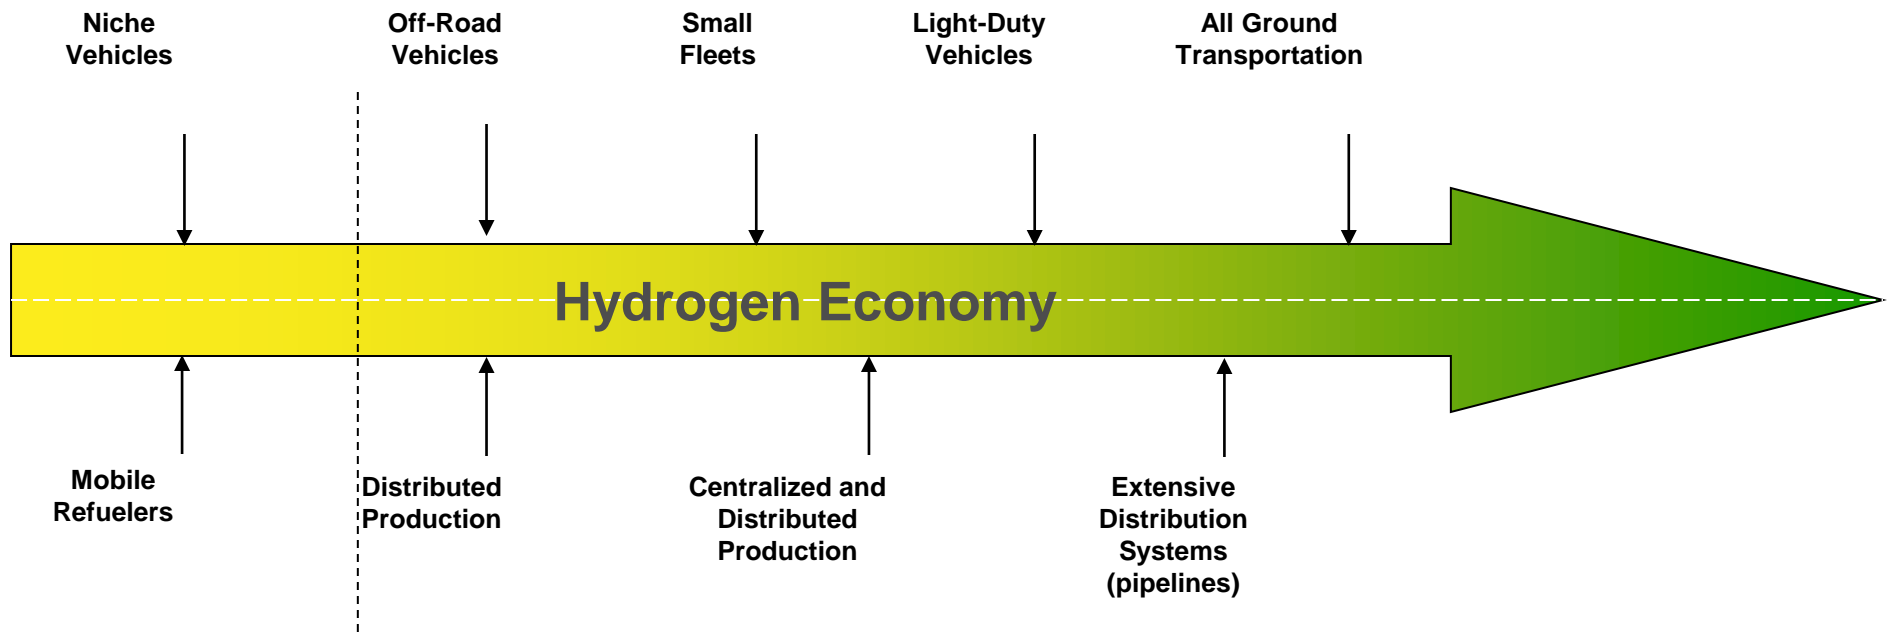 Niche
Vehicles
Off-Road
Vehicles
Small
Fleets
Light-Duty
Vehicles
All Ground
Transportation
Hydrogen Economy
Mobile
Refuelers
Distributed
Production
Centralized and
Distributed
Production
Extensive
Distribution
Systems
(pipelines)